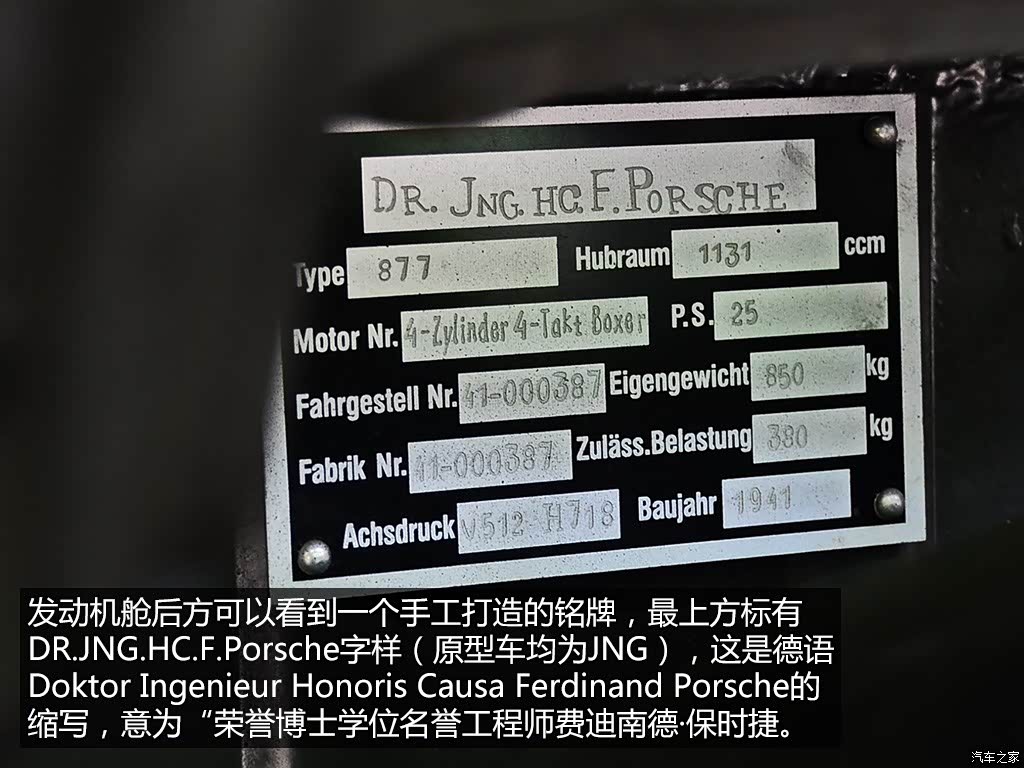 DR. JNG. HC. F. PORSCHE
Type 877 Hubraum 1131 ccm
Motor Nr. 4-Zylinder 4-Takt Boxer P.S. 25
Fahrgestell Nr. 41-000387 Eigengewicht 850 kg
Fabrik Nr. 41-000387 Zuläss.Belastung 380 kg
Achsdruck V512 H718 Baujahr 1941
发动机舱后方可以看到一个手工打造的铭牌，最上方标有
DR.JNG.HC.F.Porsche字样（原型车均为JNG），这是德语
Doktor Ingenieur Honoris Causa Ferdinand Porsche的
缩写，意为“荣誉博士学位名誉工程师费迪南德·保时捷。
汽车之家